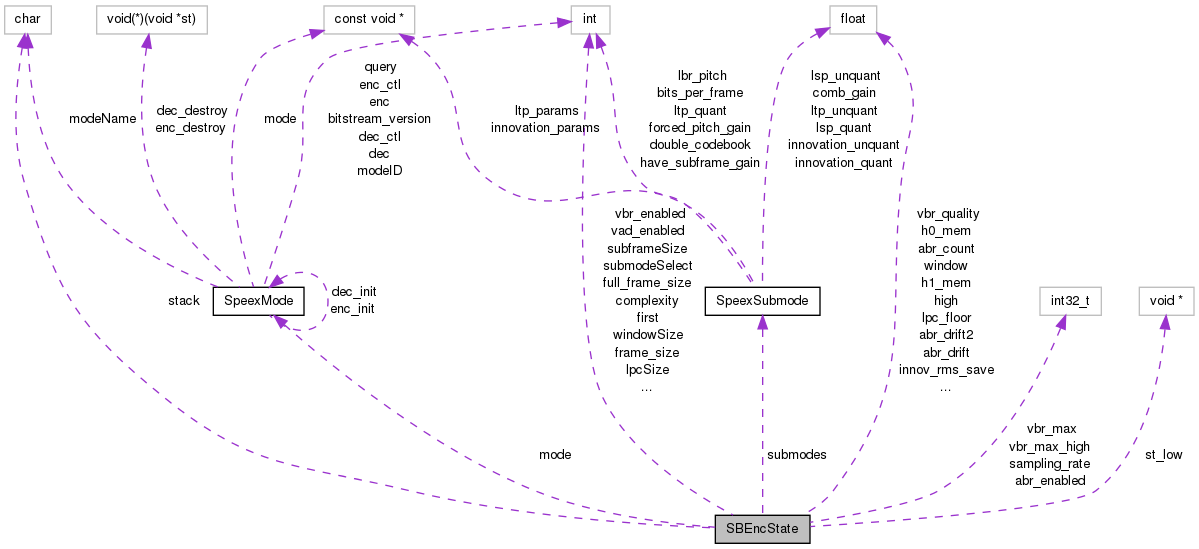 char
void(*)(void *st)
const void *
int
float
modeName
dec_destroy
enc_destroy
mode
query
enc_ctl
enc
bitstream_version
dec_ctl
dec
modeID
ltp_params
innovation_params
lbr_pitch
bits_per_frame
ltp_quant
forced_pitch_gain
double_codebook
have_subframe_gain
lsp_unquant
comb_gain
ltp_unquant
lsp_quant
innovation_unquant
innovation_quant
stack
SpeexMode
dec_init
enc_init
vbr_enabled
vad_enabled
subframeSize
submodeSelect
full_frame_size
complexity
first
windowSize
frame_size
lpcSize
...
SpeexSubmode
vbr_quality
h0_mem
abr_count
window
h1_mem
high
lpc_floor
abr_drift2
abr_drift
innov_rms_save
...
int32_t
void *
mode
submodes
vbr_max
vbr_max_high
sampling_rate
abr_enabled
st_low
SBEncState